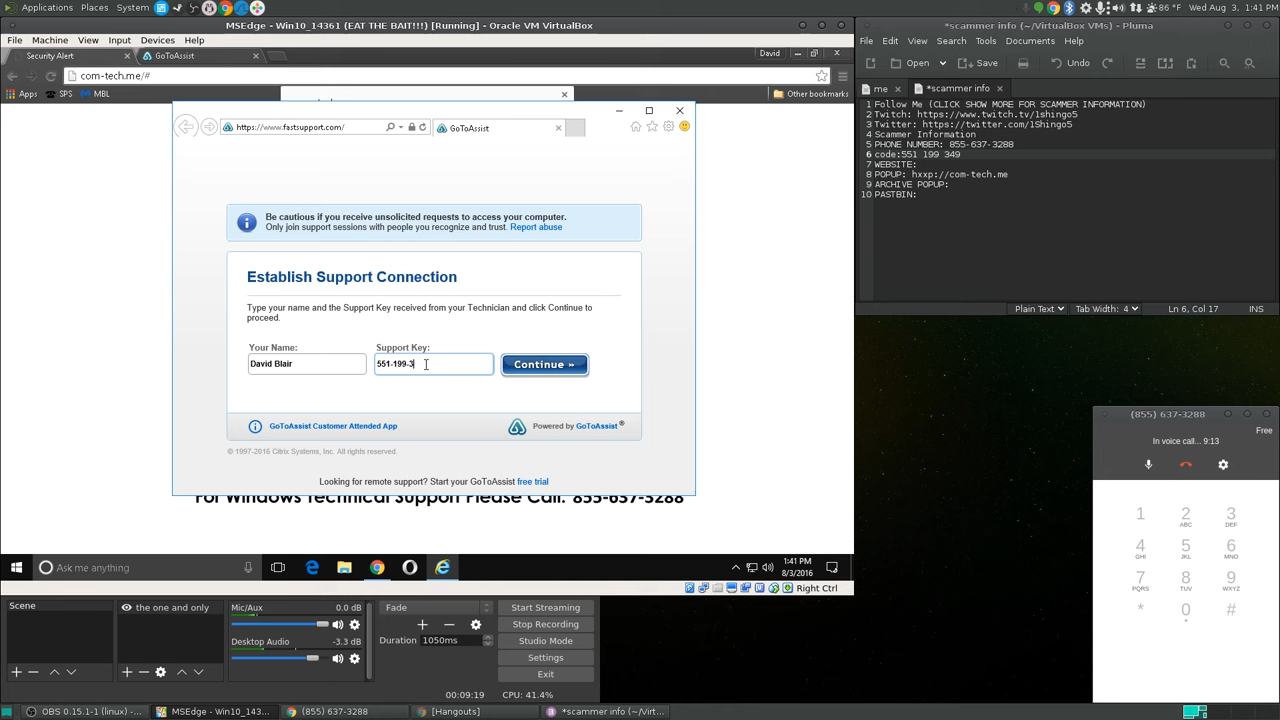 Applications Places System 86 °F Wed Aug 3, 1:41 PM
MSEdge - Win10_14361 (EAT THE BAIT!!!) [Running] - Oracle VM VirtualBox
File Machine View Input Devices Help
Security Alert GoToAssist David
com-tech.me/#
Apps SPS MBL Other bookmarks
https://www.fastsupport.com/ GoToAssist
Be cautious if you receive unsolicited requests to access your computer.
Only join support sessions with people you recognize and trust. Report abuse
Establish Support Connection
Type your name and the Support Key received from your Technician and click Continue to
proceed.
Your Name: Support Key:
David Blair 551-199-3 Continue »
GoToAssist Customer Attended App Powered by GoToAssist ®
© 1997-2016 Citrix Systems, Inc. All rights reserved.
Looking for remote support? Start your GoToAssist free trial
For Windows Technical Support Please Call: 855-637-3288
Ask me anything 1:41 PM
8/3/2016
Right Ctrl
*scammer info (~/VirtualBox VMs) - Pluma
File Edit View Search Tools Documents Help
Open Save Undo
me *scammer info
1 Follow Me (CLICK SHOW MORE FOR SCAMMER INFORMATION)
2 Twitch: https://www.twitch.tv/1shingo5
3 Twitter: https://twitter.com/1Shingo5
4 Scammer Information
5 PHONE NUMBER: 855-637-3288
6 code:551 199 349
7 WEBSITE:
8 POPUP: hxxp://com-tech.me
9 ARCHIVE POPUP:
10 PASTBIN:
Plain Text Tab Width: 4 Ln 6, Col 17 INS
(855) 637-3288
Free
In voice call... 9:13
1 2 3
ABC DEF
4 5 6
GHI JKL MNO
7 8 9
PQRS TUV WXYZ
* 0 #
+
Scene the one and only
Mic/Aux 0.0 dB
Desktop Audio -3.3 dB
Fade
Duration 1050ms
Start Streaming
Stop Recording
Studio Mode
Settings
Exit
00:09:19 CPU: 41.4%
OBS 0.15.1-1 (linux) -... MSEdge - Win10_143... (855) 637-3288 [Hangouts] *scammer info (~/Virt...